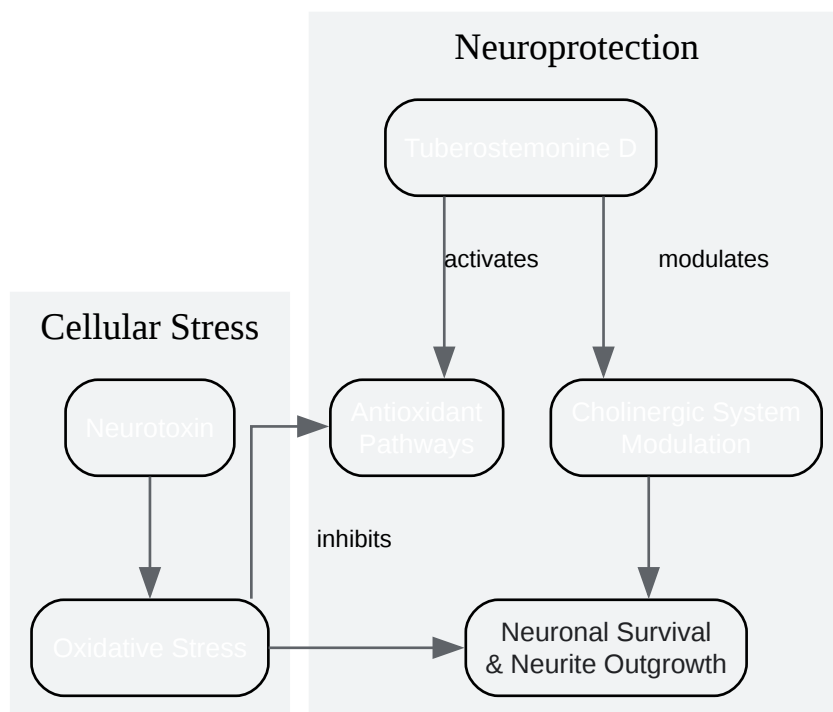 Neuroprotection
Tuberostemonine D
activates
modulates
Cellular Stress
Neurotoxin
Antioxidant
Pathways
Cholinergic System
Modulation
inhibits
Oxidative Stress
Neuronal Survival
& Neurite Outgrowth